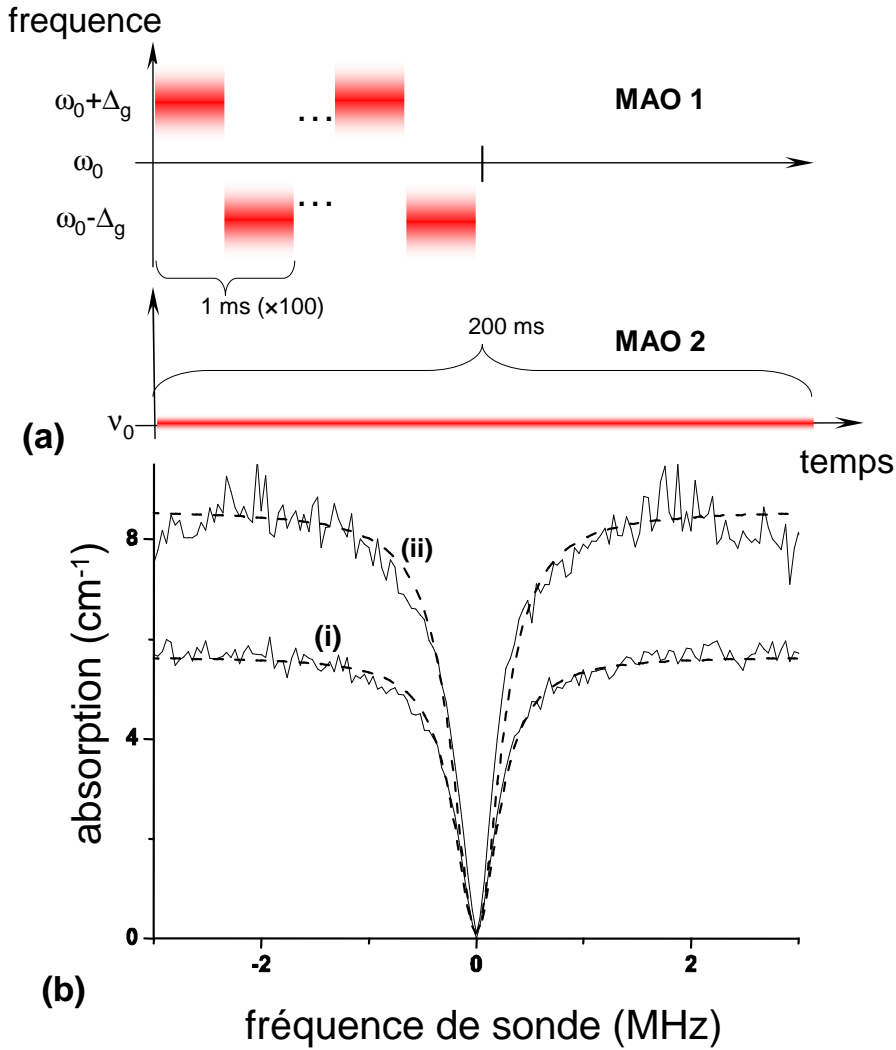 frequence
ω0+Δg
MAO 1
...
ω0
...
ω0-Δg
1 ms (×100)
200 ms
MAO 2
ν0
(a)
temps
absorption (cm-1)
8
4
0
(ii)
(i)
-2
0
2
(b)
fréquence de sonde (MHz)